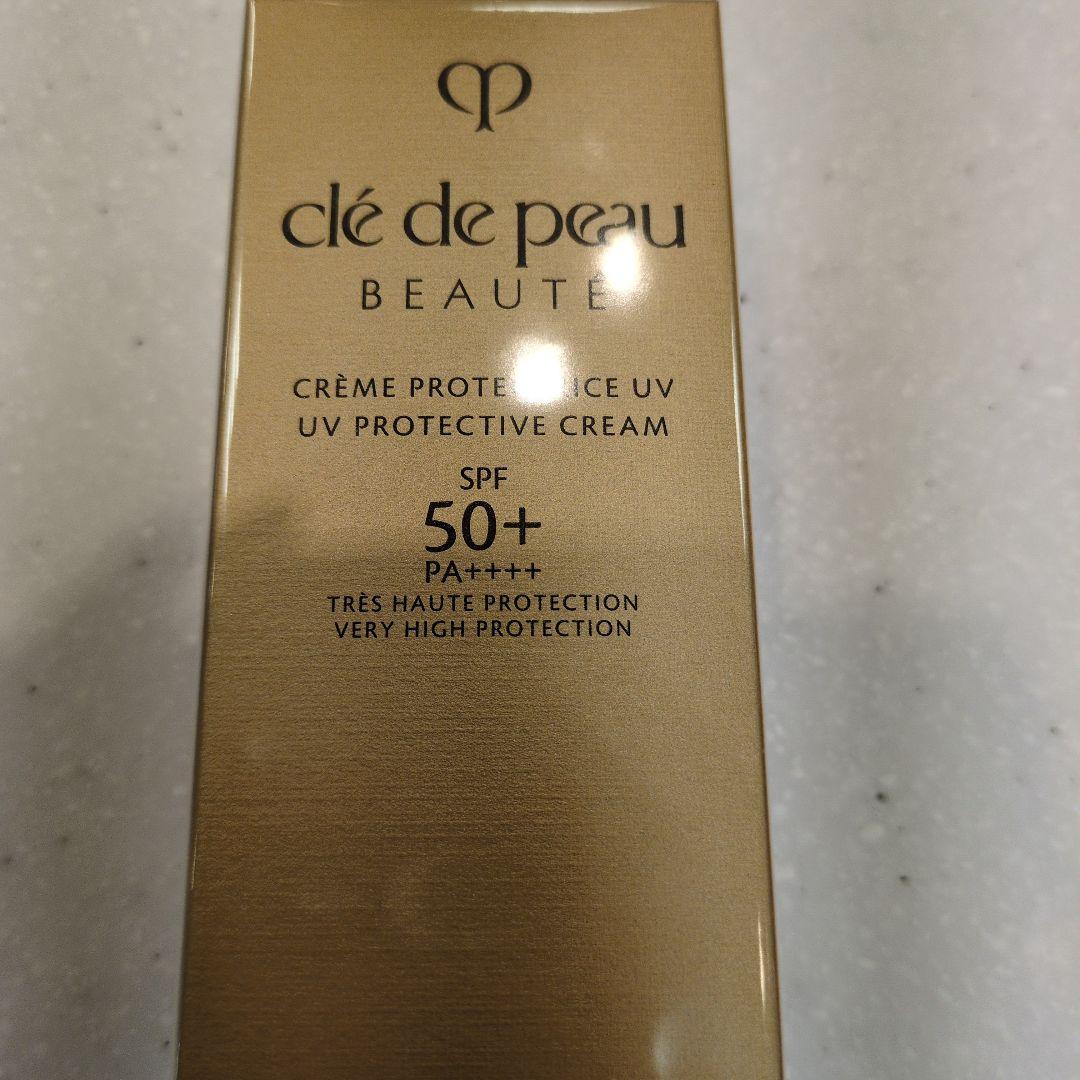 clé de peau
BEAUTÉ
CRÈME UV
UV PROTECTIVE CREAM
SPF
50+
PA++++
TRÈS HAUTE PROTECTION
VERY HIGH PROTECTION